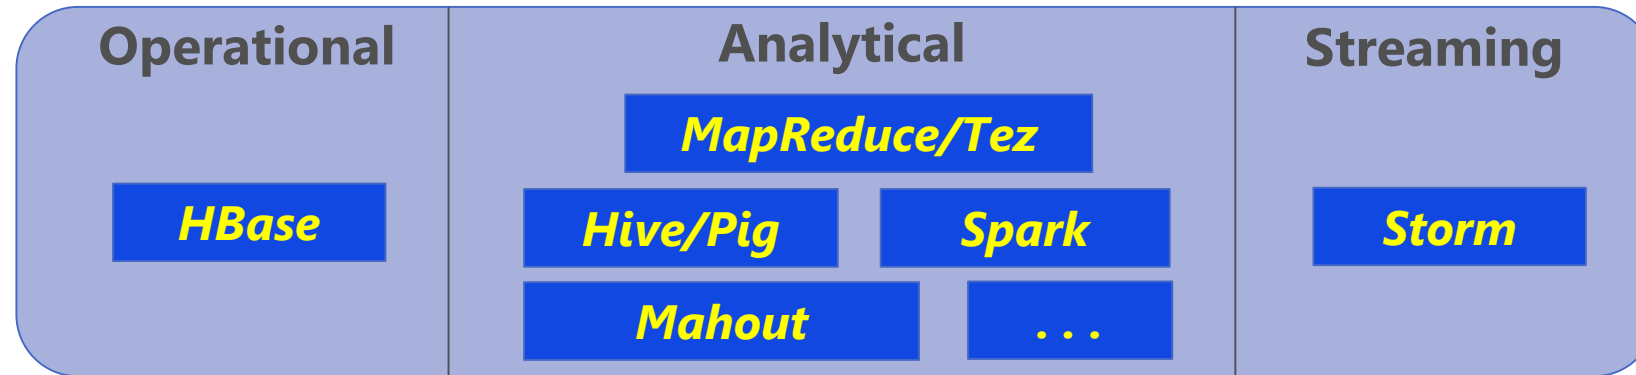 Operational
HBase
Analytical
MapReduce/Tez
Hive/Pig
Spark
Mahout
. . .
Streaming
Storm